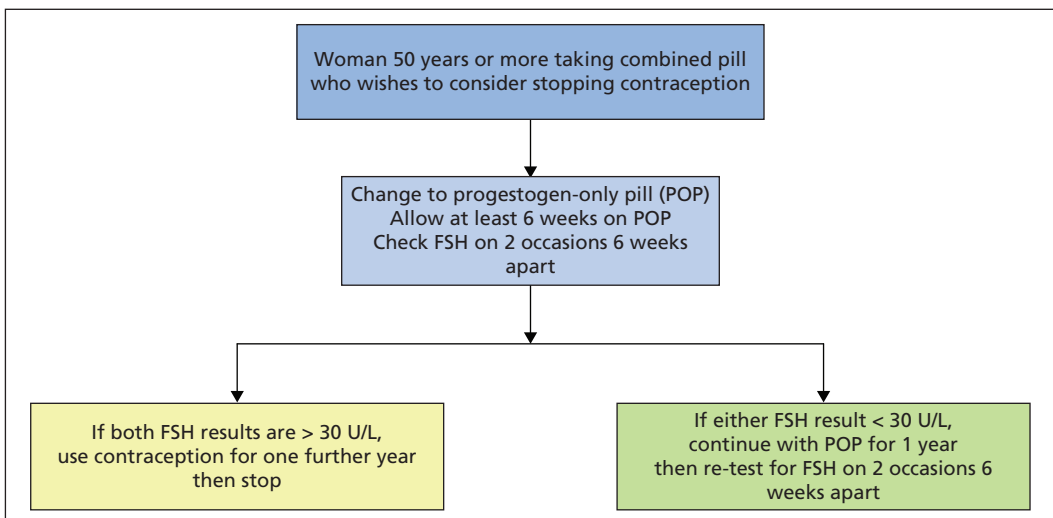 Woman 50 years or more taking combined pill
who wishes to consider stopping contraception
Change to progestogen-only pill (POP)
Allow at least 6 weeks on POP
Check FSH on 2 occasions 6 weeks
apart
If both FSH results are > 30 U/L,
use contraception for one further year
then stop
If either FSH result < 30 U/L,
continue with POP for 1 year
then re-test for FSH on 2 occasions 6
weeks apart